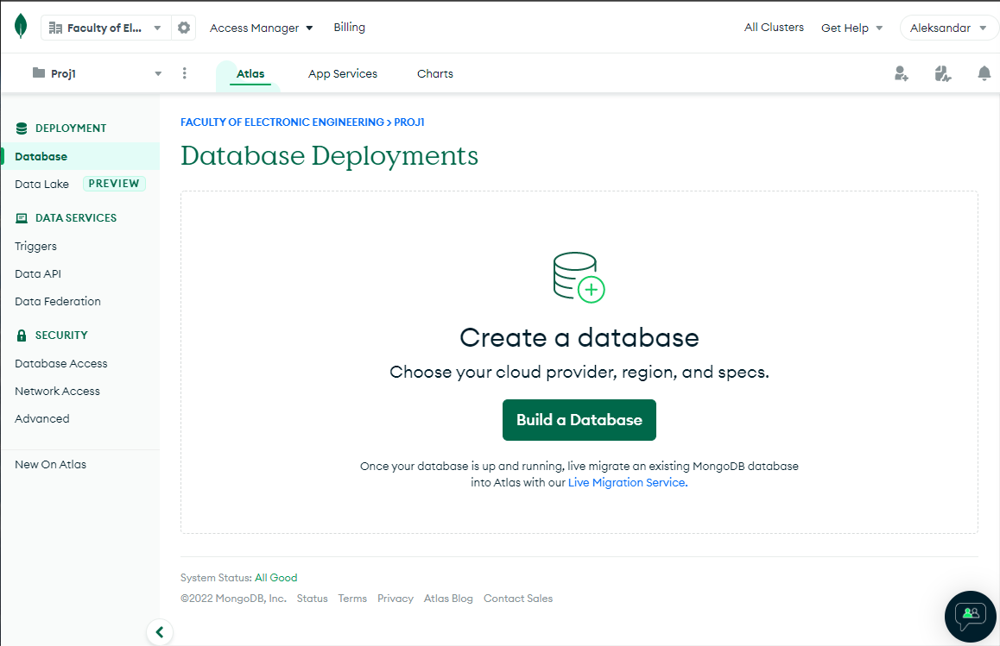 Faculty of El... Access Manager Billing All Clusters Get Help Aleksandar
Proj1 Atlas App Services Charts
DEPLOYMENT
Database
Data Lake PREVIEW
DATA SERVICES
Triggers
Data API
Data Federation
SECURITY
Database Access
Network Access
Advanced
New On Atlas
FACULTY OF ELECTRONIC ENGINEERING > PROJ1
Database Deployments
Create a database
Choose your cloud provider, region, and specs.
Build a Database
Once your database is up and running, live migrate an existing MongoDB database
into Atlas with our Live Migration Service.
System Status: All Good
©2022 MongoDB, Inc. Status Terms Privacy Atlas Blog Contact Sales